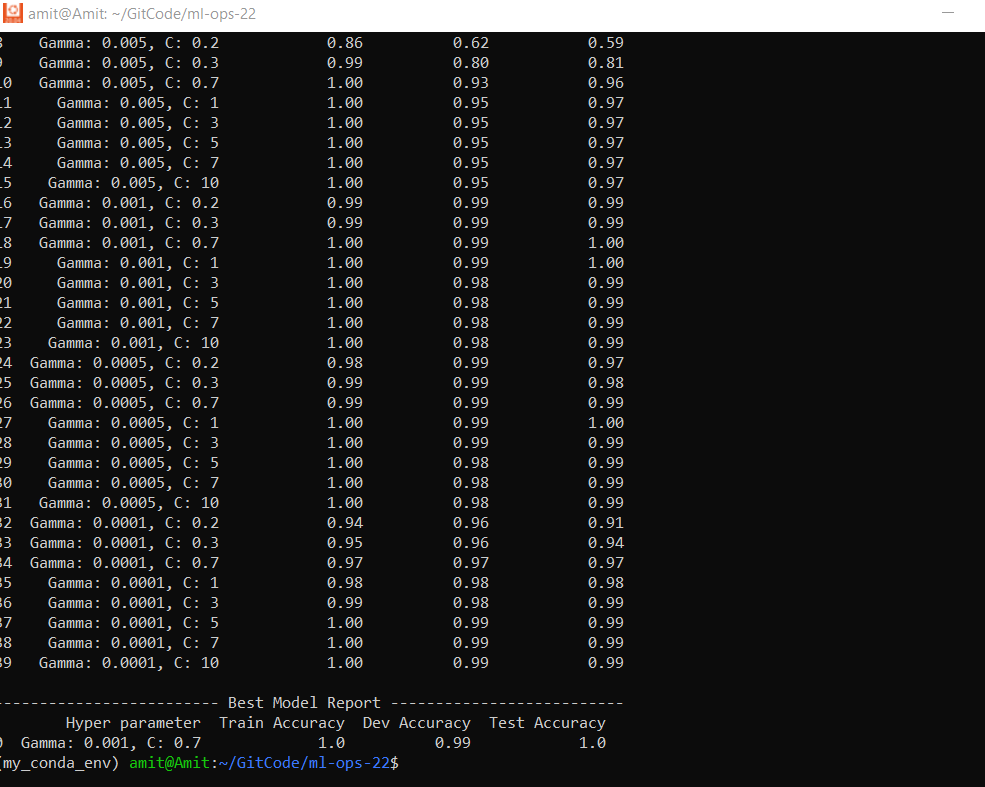 amit@Amit: ~/GitCode/ml-ops-22
8 Gamma: 0.005, C: 0.2 0.86 0.62 0.59
9 Gamma: 0.005, C: 0.3 0.99 0.80 0.81
10 Gamma: 0.005, C: 0.7 1.00 0.93 0.96
11 Gamma: 0.005, C: 1 1.00 0.95 0.97
12 Gamma: 0.005, C: 3 1.00 0.95 0.97
13 Gamma: 0.005, C: 5 1.00 0.95 0.97
14 Gamma: 0.005, C: 7 1.00 0.95 0.97
15 Gamma: 0.005, C: 10 1.00 0.95 0.97
16 Gamma: 0.001, C: 0.2 0.99 0.99 0.99
17 Gamma: 0.001, C: 0.3 0.99 0.99 0.99
18 Gamma: 0.001, C: 0.7 1.00 0.99 1.00
19 Gamma: 0.001, C: 1 1.00 0.99 1.00
20 Gamma: 0.001, C: 3 1.00 0.98 0.99
21 Gamma: 0.001, C: 5 1.00 0.98 0.99
22 Gamma: 0.001, C: 7 1.00 0.98 0.99
23 Gamma: 0.001, C: 10 1.00 0.98 0.99
24 Gamma: 0.0005, C: 0.2 0.98 0.99 0.97
25 Gamma: 0.0005, C: 0.3 0.99 0.99 0.98
26 Gamma: 0.0005, C: 0.7 0.99 0.99 0.99
27 Gamma: 0.0005, C: 1 1.00 0.99 1.00
28 Gamma: 0.0005, C: 3 1.00 0.99 0.99
29 Gamma: 0.0005, C: 5 1.00 0.98 0.99
30 Gamma: 0.0005, C: 7 1.00 0.98 0.99
31 Gamma: 0.0005, C: 10 1.00 0.98 0.99
32 Gamma: 0.0001, C: 0.2 0.94 0.96 0.91
33 Gamma: 0.0001, C: 0.3 0.95 0.96 0.94
34 Gamma: 0.0001, C: 0.7 0.97 0.97 0.97
35 Gamma: 0.0001, C: 1 0.98 0.98 0.98
36 Gamma: 0.0001, C: 3 0.99 0.98 0.99
37 Gamma: 0.0001, C: 5 1.00 0.99 0.99
38 Gamma: 0.0001, C: 7 1.00 0.99 0.99
39 Gamma: 0.0001, C: 10 1.00 0.99 0.99
------------------------- Best Model Report --------------------------
Hyper parameter Train Accuracy Dev Accuracy Test Accuracy
0 Gamma: 0.001, C: 0.7 1.0 0.99 1.0
(my_conda_env) amit@Amit:~/GitCode/ml-ops-22$